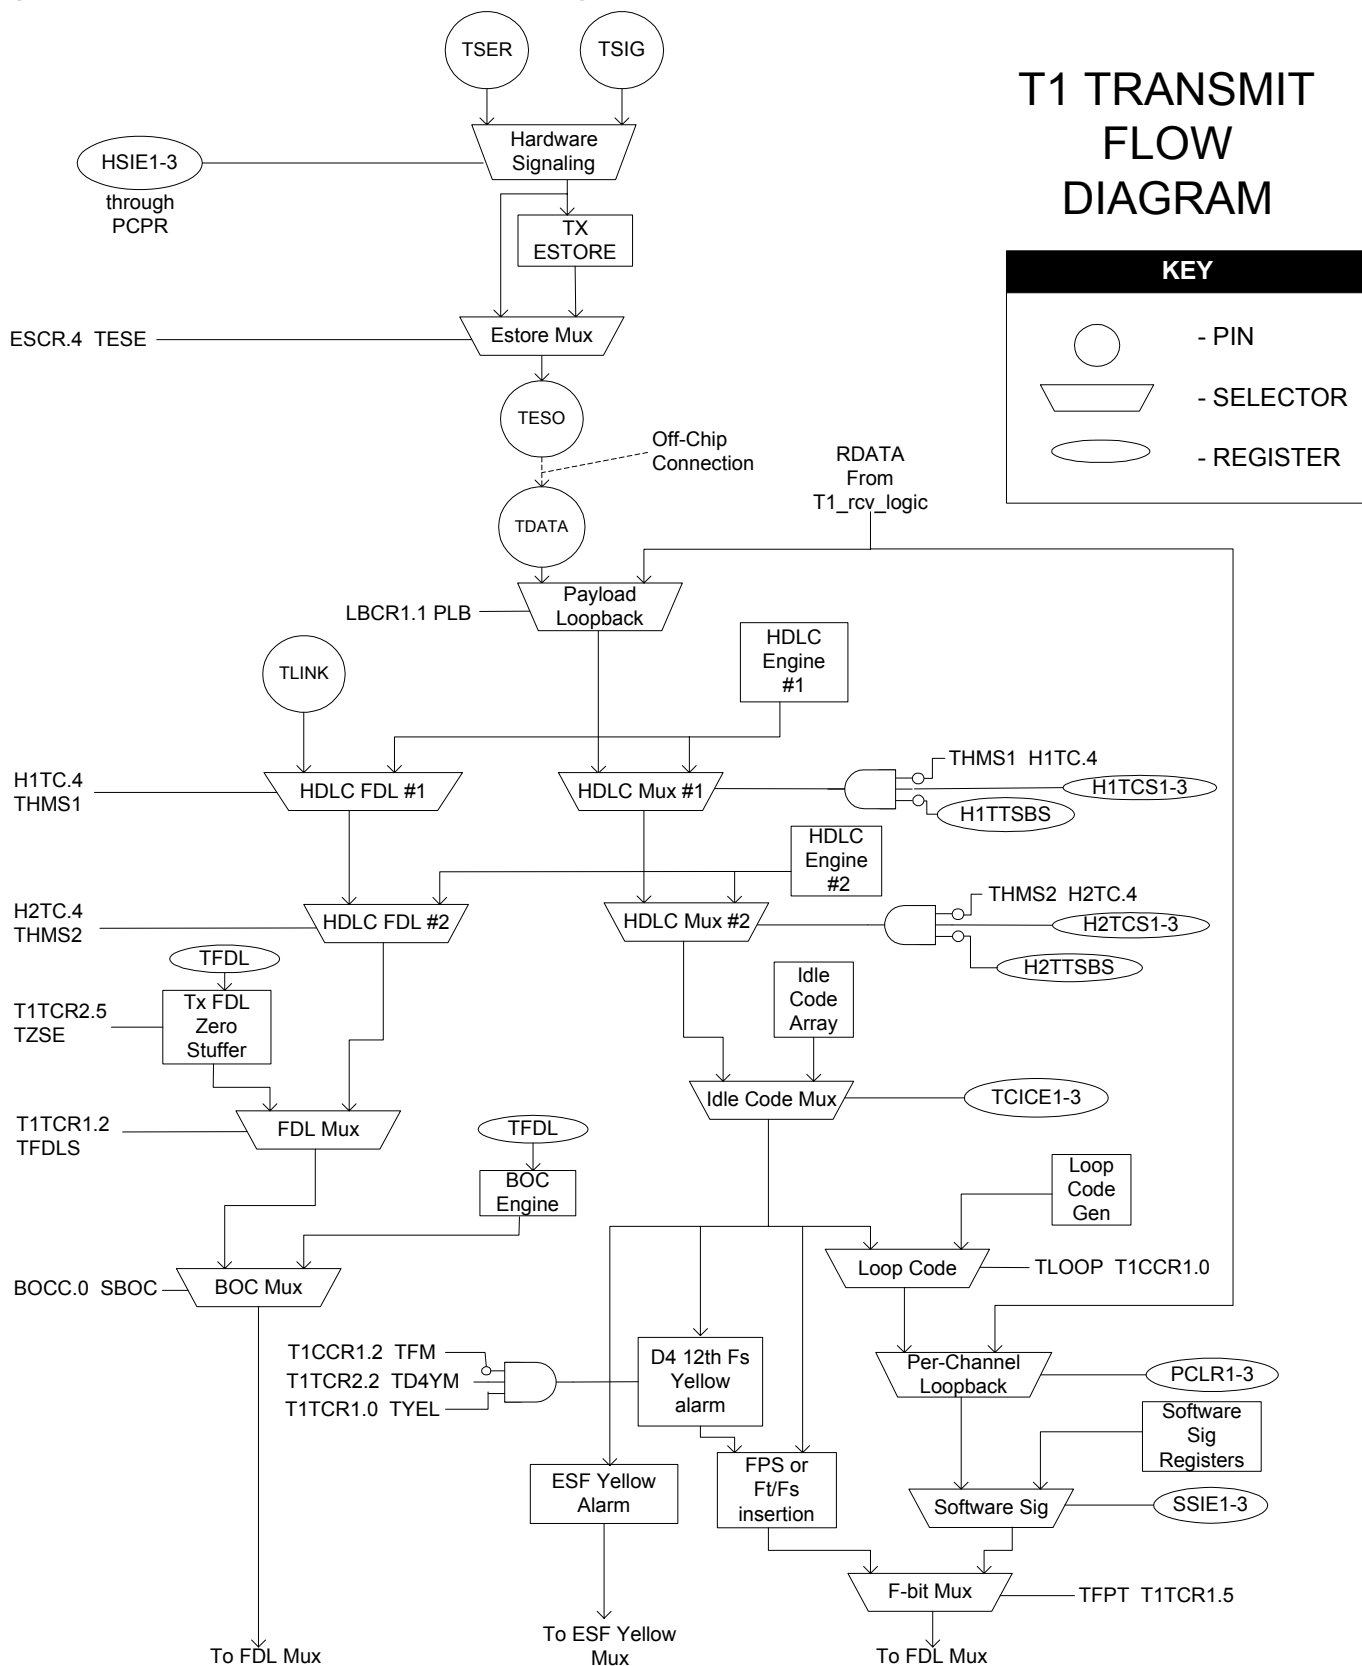 TSER
TSIG
T1 TRANSMIT
FLOW
DIAGRAM
Hardware
Signaling
HSIE1-3
through
PCPR
TX
ESTORE
KEY
- PIN
- SELECTOR
- REGISTER
ESCR.4 TESE
Estore Mux
TESO
Off-Chip
Connection
RDATA
From
T1_rcv_logic
TDATA
LBCR1.1 PLB
Payload
Loopback
HDLC
Engine
#1
TLINK
H1TC.4
THMS1
HDLC FDL #1
HDLC Mux #1
THMS1 H1TC.4
H1TCS1-3
H1TTSBS
HDLC
Engine
#2
H2TC.4
THMS2
HDLC FDL #2
HDLC Mux #2
THMS2 H2TC.4
H2TCS1-3
H2TTSBS
TFDL
T1TCR2.5
TZSE
Tx FDL
Zero
Stuffer
Idle
Code
Array
Idle Code Mux
TCICE1-3
T1TCR1.2
TFDLS
FDL Mux
TFDL
BOC
Engine
Loop
Code
Gen
BOCC.0 SBOC
BOC Mux
Loop Code
TLOOP T1CCR1.0
T1CCR1.2 TFM
T1TCR2.2 TD4YM
T1TCR1.0 TYEL
D4 12th Fs
Yellow
alarm
Per-Channel
Loopback
PCLR1-3
Software
Sig
Registers
ESF Yellow
Alarm
FPS or
Ft/Fs
insertion
Software Sig
SSIE1-3
F-bit Mux
TFPT T1TCR1.5
To FDL Mux
To ESF Yellow
Mux
To FDL Mux